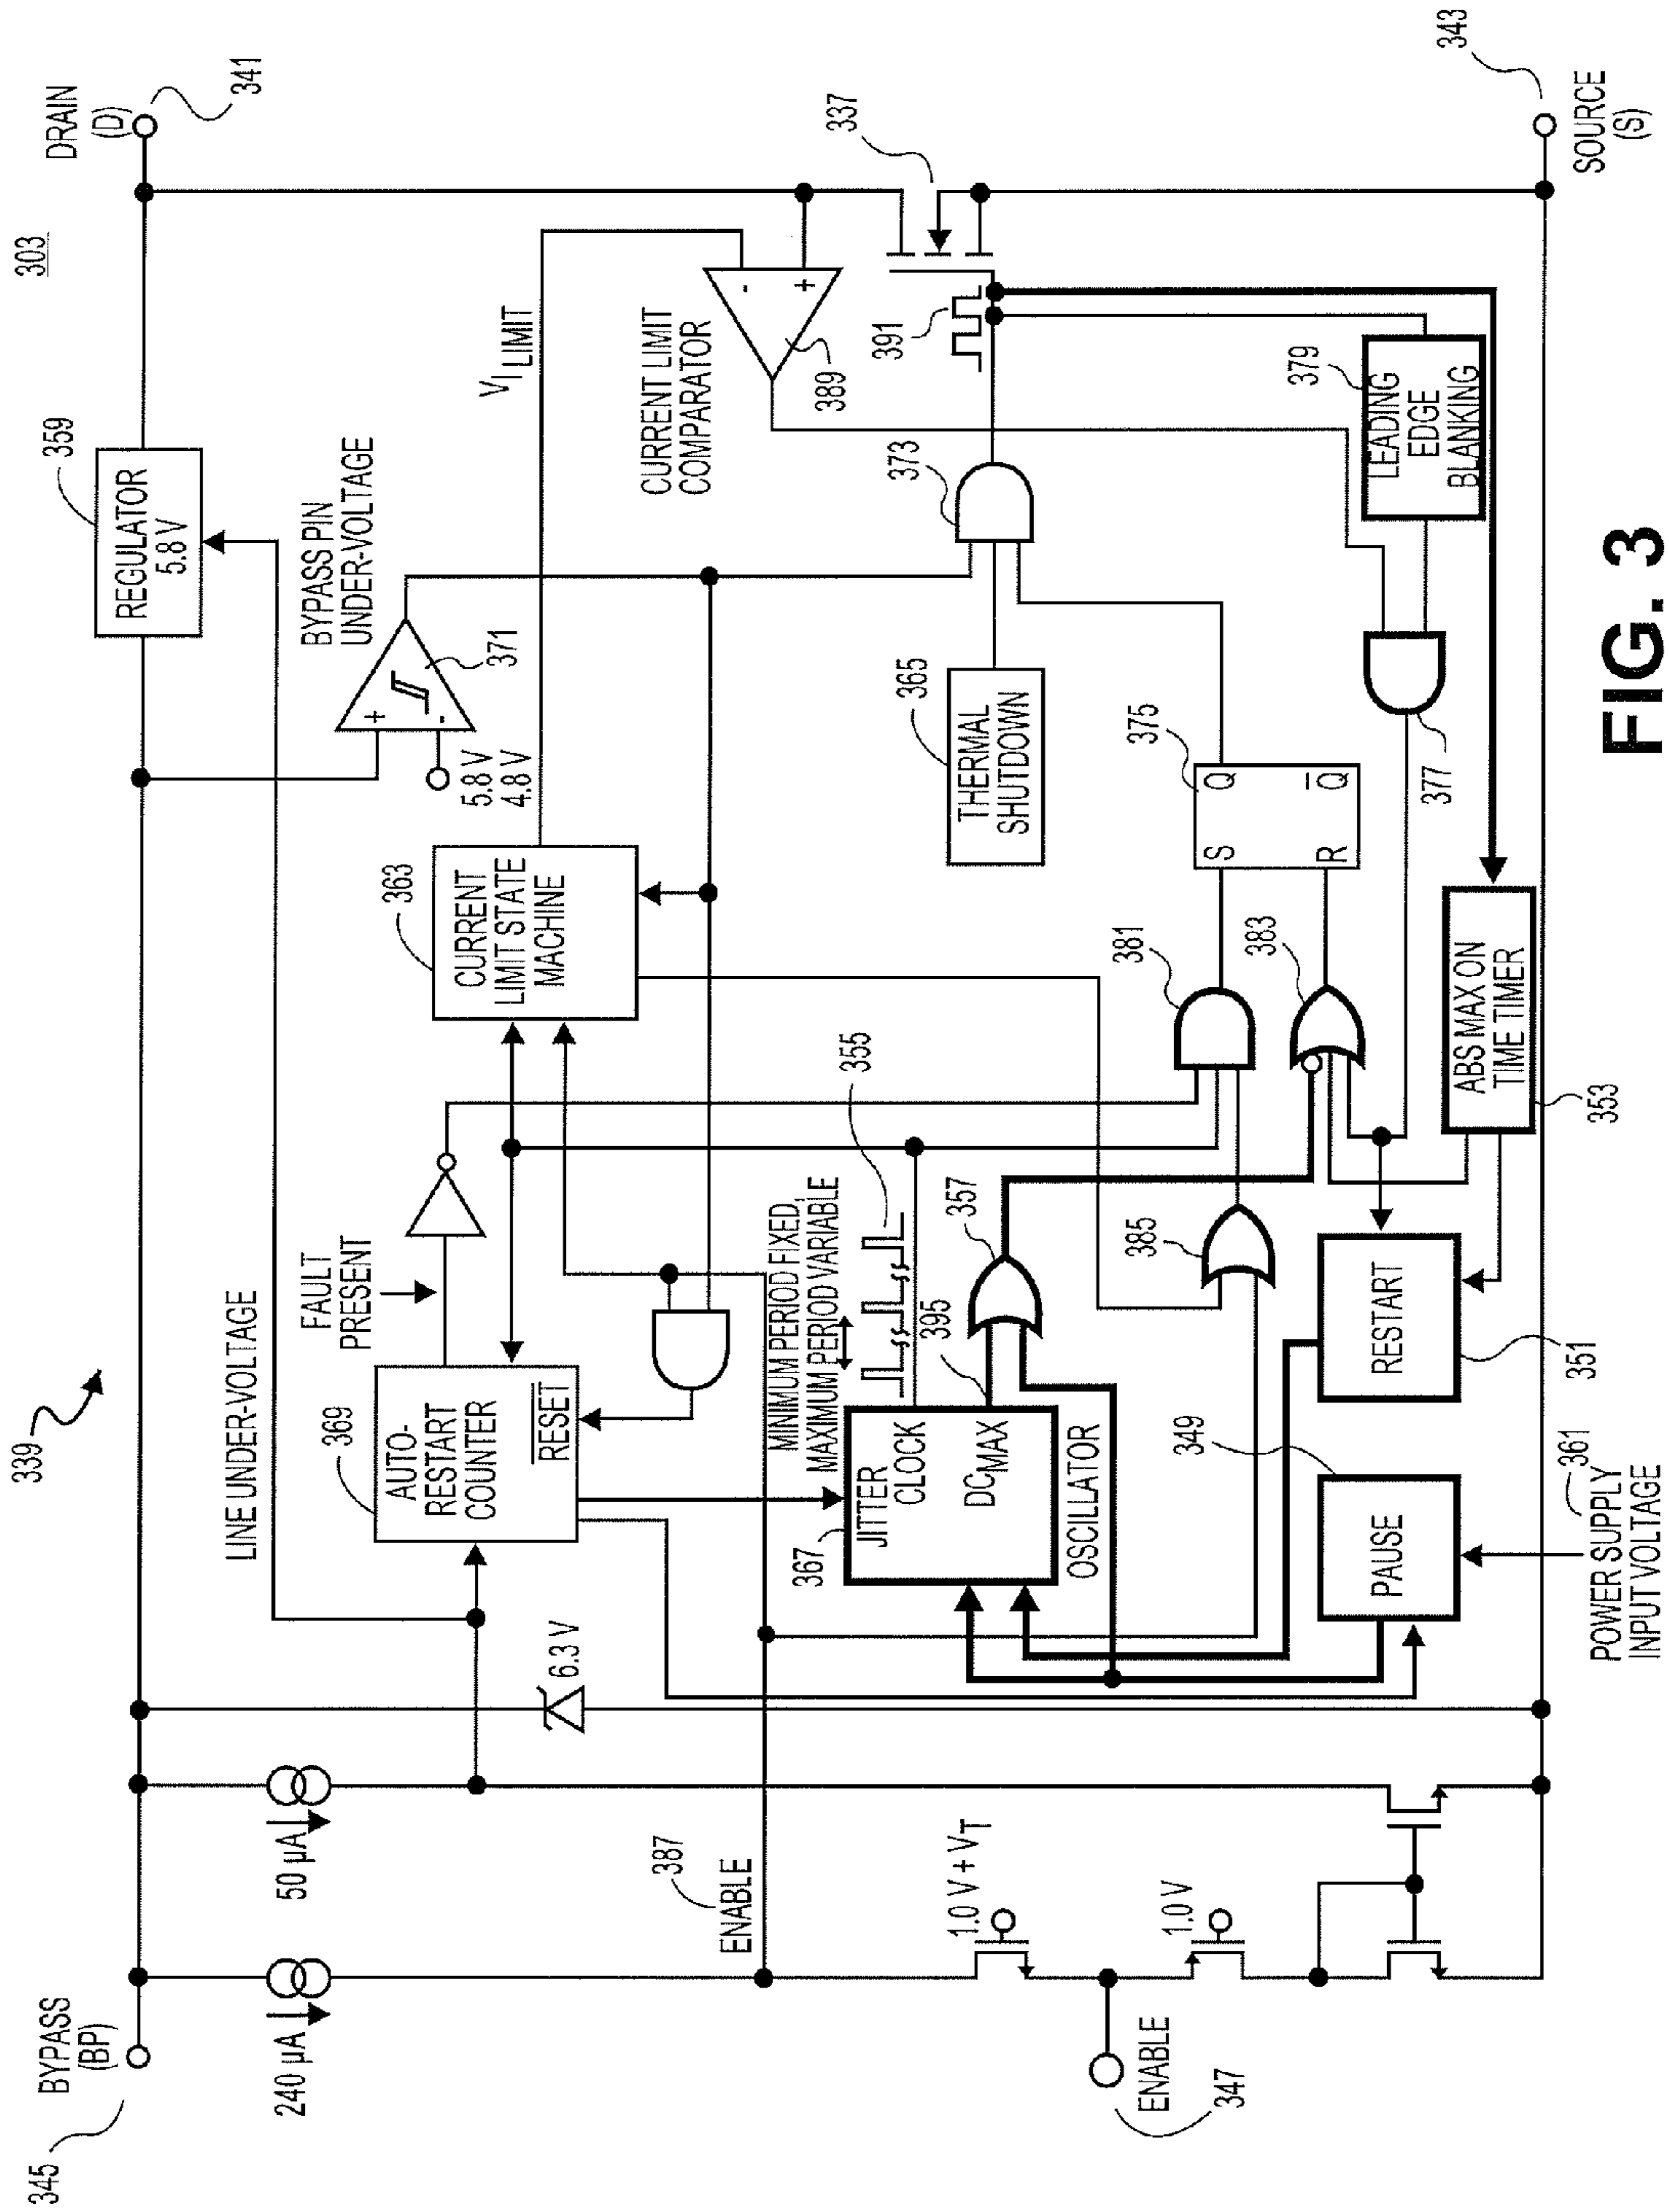 339
303
345
BYPASS
(BP)
240 µA
50 µA
6.3 V
LINE UNDER-VOLTAGE
359
REGULATOR
5.8 V
DRAIN
(D)
341
FAULT
PRESENT
369
AUTO-
RESTART
COUNTER
RESET
363
CURRENT
LIMIT STATE
MACHINE
BYPASS PIN
UNDER-VOLTAGE
+
-
371
5.8 V
4.8 V
VI LIMIT
CURRENT LIMIT
COMPARATOR
-
+
389
387
ENABLE
MINIMUM PERIOD FIXED,
MAXIMUM PERIOD VARIABLE
355
367
JITTER
CLOCK
DCMAX
OSCILLATOR
395
357
365
THERMAL
SHUTDOWN
373
391
337
1.0 V + VT
1.0 V
ENABLE
347
385
381
383
375
S
Q
R
Q
377
379
LEADING
EDGE
BLANKING
349
PAUSE
351
RESTART
353
ABS MAX ON
TIME TIMER
361
POWER SUPPLY
INPUT VOLTAGE
343
SOURCE
(S)
FIG. 3